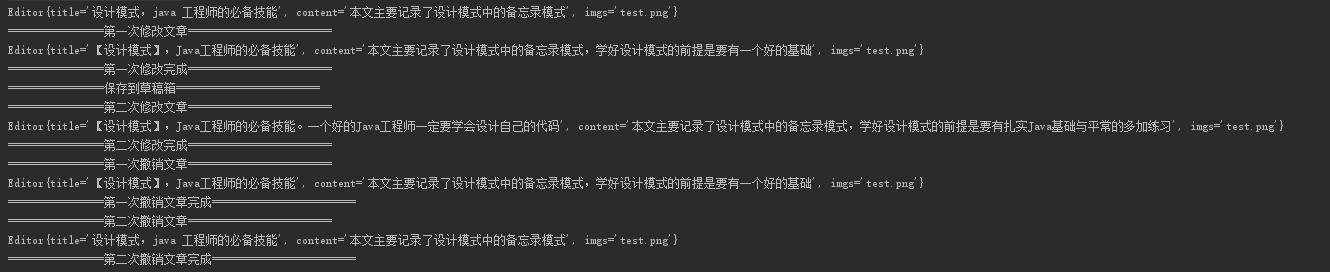 Editor{title='设计模式，java 工程师的必备技能', content='本文主要记录了设计模式中的备忘录模式', imgs='test.png'}
================第一次修改文章========================
Editor{title='【设计模式】，Java工程师的必备技能', content='本文主要记录了设计模式中的备忘录模式，学好设计模式的前提是要有一个好的基础', imgs='test.png'}
================第一次修改完成========================
================保存到草稿箱========================
================第二次修改文章========================
Editor{title='【设计模式】，Java工程师的必备技能。一个好的Java工程师一定要学会设计自己的代码', content='本文主要记录了设计模式中的备忘录模式，学好设计模式的前提是要有扎实Java基础与平常的多加练习', imgs='test.png'}
================第二次修改完成========================
================第一次撤销文章========================
Editor{title='【设计模式】，Java工程师的必备技能', content='本文主要记录了设计模式中的备忘录模式，学好设计模式的前提是要有一个好的基础', imgs='test.png'}
================第一次撤销文章完成========================
================第二次撤销文章========================
Editor{title='设计模式，java 工程师的必备技能', content='本文主要记录了设计模式中的备忘录模式', imgs='test.png'}
================第二次撤销文章完成========================